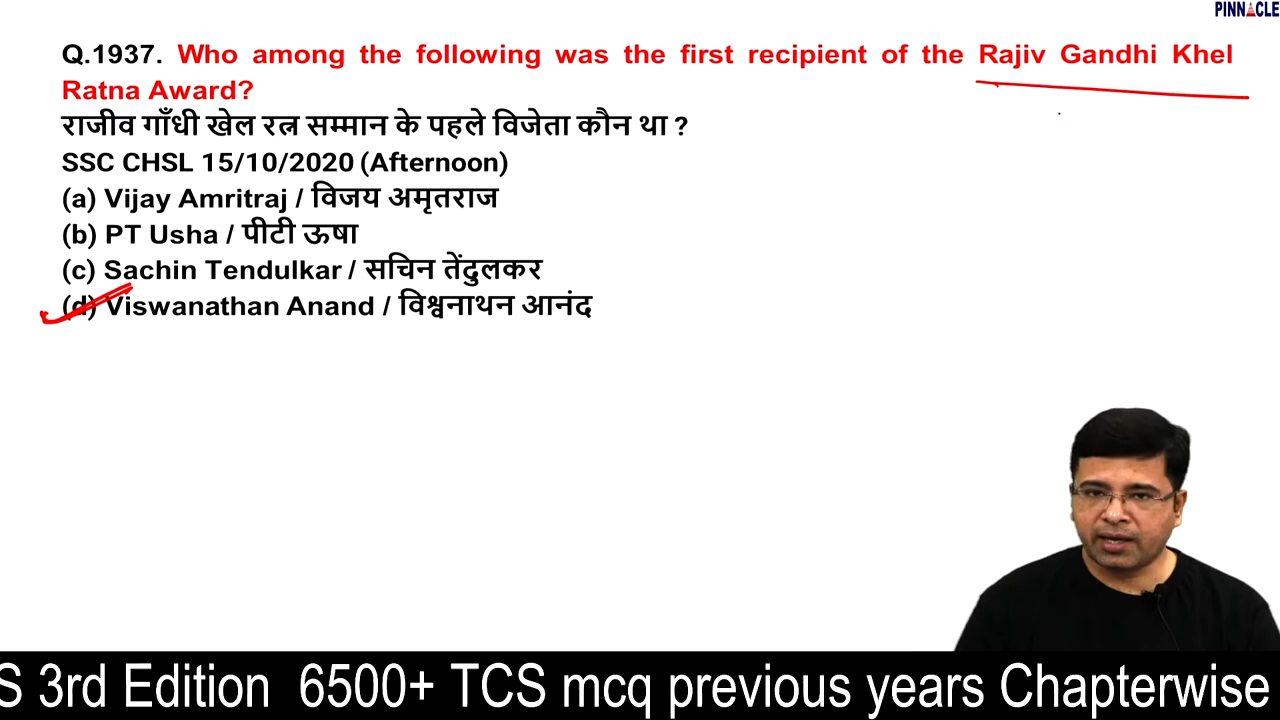 PINNACLE
Q.1937. Who among the following was the first recipient of the Rajiv Gandhi Khel
Ratna Award?
राजीव गाँधी खेल रत्न सम्मान के पहले विजेता कौन था ?
SSC CHSL 15/10/2020 (Afternoon)
(a) Vijay Amritraj / विजय अमृतराज
(b) PT Usha / पीटी ऊषा
(c) Sachin Tendulkar / सचिन तेंदुलकर
(d) Viswanathan Anand / विश्वनाथन आनंद
S 3rd Edition 6500+ TCS mcq previous years Chapterwise